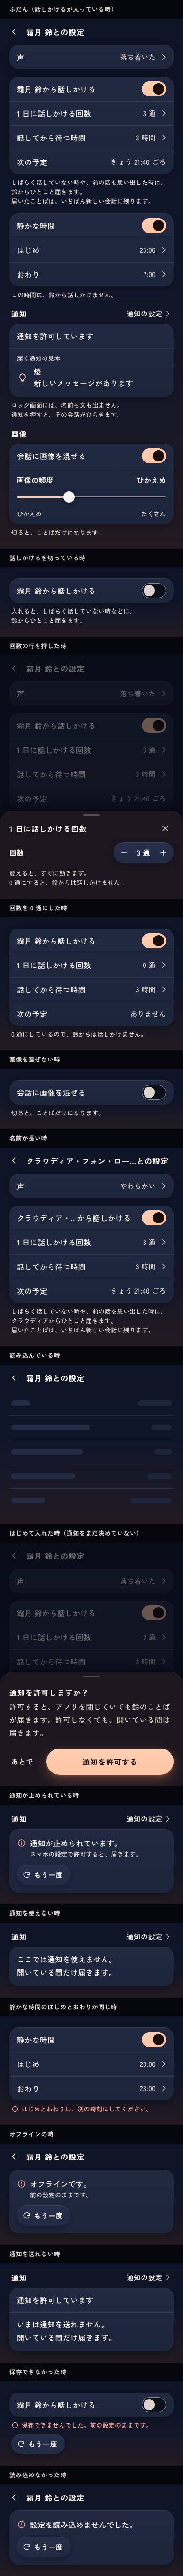 ふだん（話しかけるが入っている時）
霜月 鈴との設定
声
落ち着いた
霜月 鈴から話しかける
1 日に話しかける回数
3 通
話してから待つ時間
3 時間
次の予定
きょう 21:40 ごろ
しばらく話していない時や、前の話を思い出した時に、
鈴からひとこと届きます。
届いたことばは、いちばん新しい会話に残ります。
静かな時間
はじめ
23:00
おわり
7:00
この時間は、鈴から話しかけません。
通知
通知の設定
通知を許可しています
届く通知の見本
燈
新しいメッセージがあります
ロック画面には、名前も文も出ません。
通知を押すと、その会話がひらきます。
画像
会話に画像を混ぜる
画像の頻度
ひかえめ
ひかえめ
たくさん
切ると、ことばだけになります。
話しかけるを切っている時
霜月 鈴から話しかける
入れると、しばらく話していない時などに、
鈴からひとこと届きます。
回数の行を押した時
霜月 鈴との設定
声
落ち着いた
霜月 鈴から話しかける
1 日に話しかける回数
3 通
話してから待つ時間
3 時間
次の予定
きょう 21:40 ごろ
1 日に話しかける回数
回数
3 通
変えると、すぐに効きます。
0 通にすると、鈴からは話しかけません。
回数を 0 通にした時
霜月 鈴から話しかける
1 日に話しかける回数
0 通
話してから待つ時間
3 時間
次の予定
ありません
0 通にしているので、鈴からは話しかけません。
画像を混ぜない時
会話に画像を混ぜる
切ると、ことばだけになります。
名前が長い時
クラウディア・フォン・ロー…との設定
声
やわらかい
クラウディア・…から話しかける
1 日に話しかける回数
3 通
話してから待つ時間
3 時間
次の予定
きょう 21:40 ごろ
しばらく話していない時や、前の話を思い出した時に、
クラウディアからひとこと届きます。
届いたことばは、いちばん新しい会話に残ります。
読み込んでいる時
霜月 鈴との設定
はじめて入れた時（通知をまだ決めていない）
霜月 鈴との設定
声
落ち着いた
霜月 鈴から話しかける
1 日に話しかける回数
3 通
話してから待つ時間
3 時間
通知を許可しますか？
許可すると、アプリを閉じていても鈴のことば
が届きます。許可しなくても、開いている間は
届きます。
あとで
通知を許可する
通知が止められている時
通知
通知の設定
通知が止められています。
スマホの設定で許可すると、届きます。
もう一度
通知を使えない時
通知
通知の設定
ここでは通知を使えません。
開いている間だけ届きます。
静かな時間のはじめとおわりが同じ時
静かな時間
はじめ
23:00
おわり
23:00
はじめとおわりは、別の時刻にしてください。
オフラインの時
霜月 鈴との設定
オフラインです。
前の設定のままです。
もう一度
通知を送れない時
通知
通知の設定
通知を許可しています
いまは通知を送れません。
開いている間だけ届きます。
保存できなかった時
霜月 鈴から話しかける
保存できませんでした。前の設定のままです。
もう一度
読み込めなかった時
霜月 鈴との設定
設定を読み込めませんでした。
もう一度